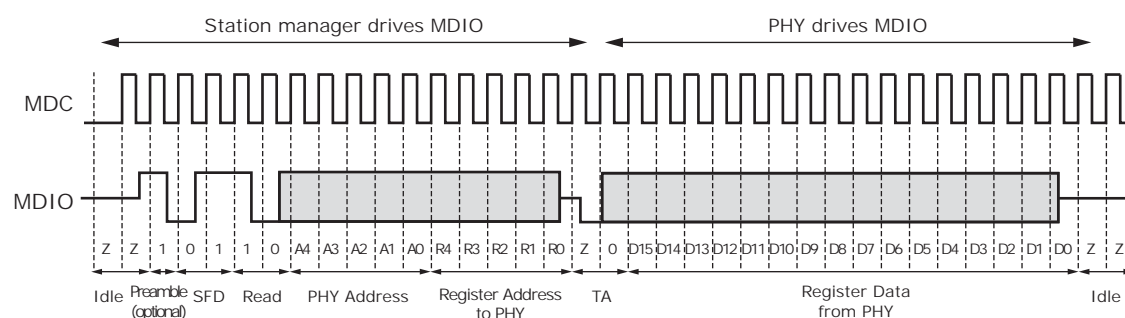 Station manager drives MDIO PHY drives MDIO
MDC
MDIO
Z Z 1 0 1 1 0 A4 A3 A2 A1 A0 R4 R3 R2 R1 R0 Z 0 D15 D14 D13 D12 D11 D10 D9 D8 D7 D6 D5 D4 D3 D2 D1 D0 Z Z
Idle Preamble (optional) SFD Read PHY Address Register Address to PHY TA Register Data from PHY Idle